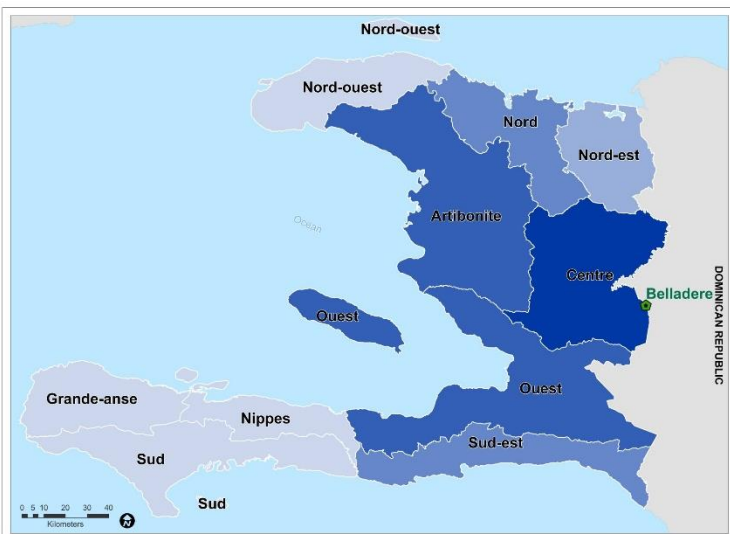 Nord-ouest
Nord-ouest
Nord
Nord-est
Artibonite
Ocean
Centre
Belladere
DOMINICAN REPUBLIC
Ouest
Ouest
Grande-anse
Nippes
Sud-est
Sud
Sud
0 5 10 20 30 40
Kilometers
N